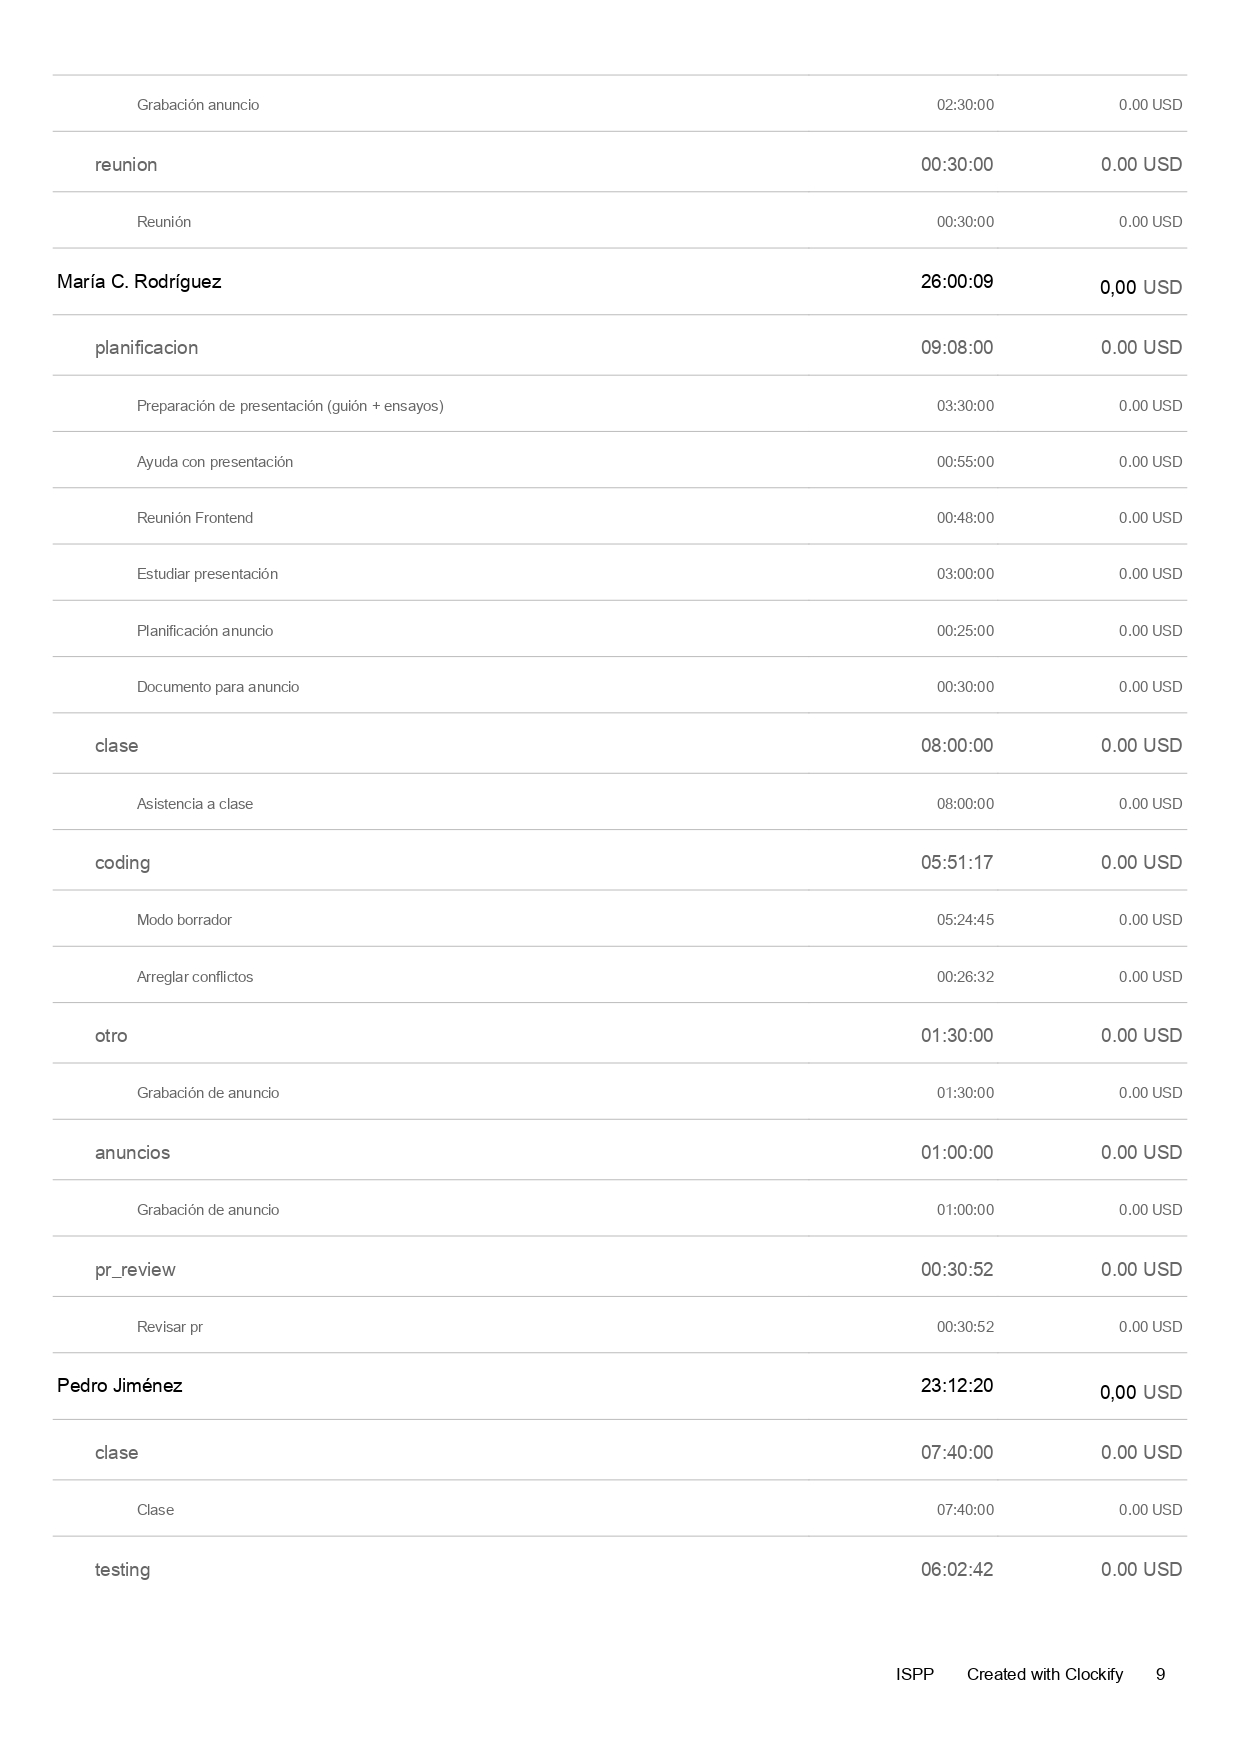 Grabación anuncio 02:30:00 0.00 USD
reunion 00:30:00 0.00 USD
Reunión 00:30:00 0.00 USD
María C. Rodríguez 26:00:09 0,00 USD
planificacion 09:08:00 0.00 USD
Preparación de presentación (guión + ensayos) 03:30:00 0.00 USD
Ayuda con presentación 00:55:00 0.00 USD
Reunión Frontend 00:48:00 0.00 USD
Estudiar presentación 03:00:00 0.00 USD
Planificación anuncio 00:25:00 0.00 USD
Documento para anuncio 00:30:00 0.00 USD
clase 08:00:00 0.00 USD
Asistencia a clase 08:00:00 0.00 USD
coding 05:51:17 0.00 USD
Modo borrador 05:24:45 0.00 USD
Arreglar conflictos 00:26:32 0.00 USD
otro 01:30:00 0.00 USD
Grabación de anuncio 01:30:00 0.00 USD
anuncios 01:00:00 0.00 USD
Grabación de anuncio 01:00:00 0.00 USD
pr_review 00:30:52 0.00 USD
Revisar pr 00:30:52 0.00 USD
Pedro Jiménez 23:12:20 0,00 USD
clase 07:40:00 0.00 USD
Clase 07:40:00 0.00 USD
testing 06:02:42 0.00 USD
ISPP Created with Clockify 9